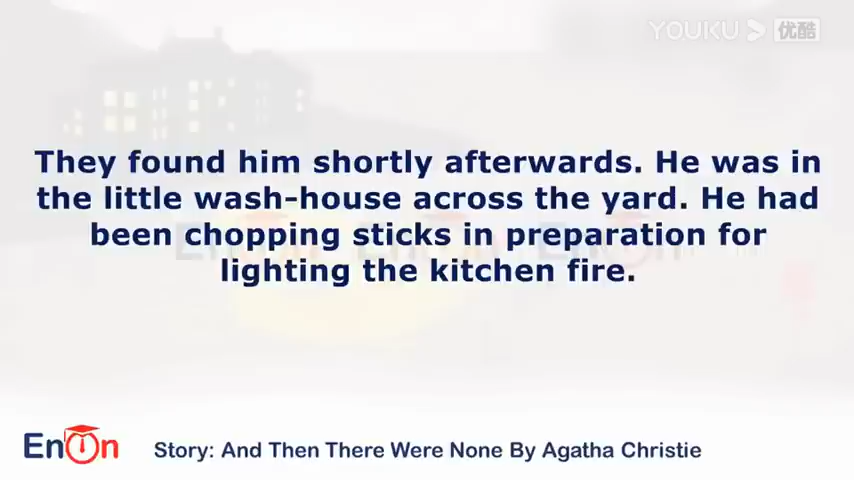 YOUKU 优酷
They found him shortly afterwards. He was in
the little wash-house across the yard. He had
been chopping sticks in preparation for
lighting the kitchen fire.
EnOn
Story: And Then There Were None By Agatha Christie